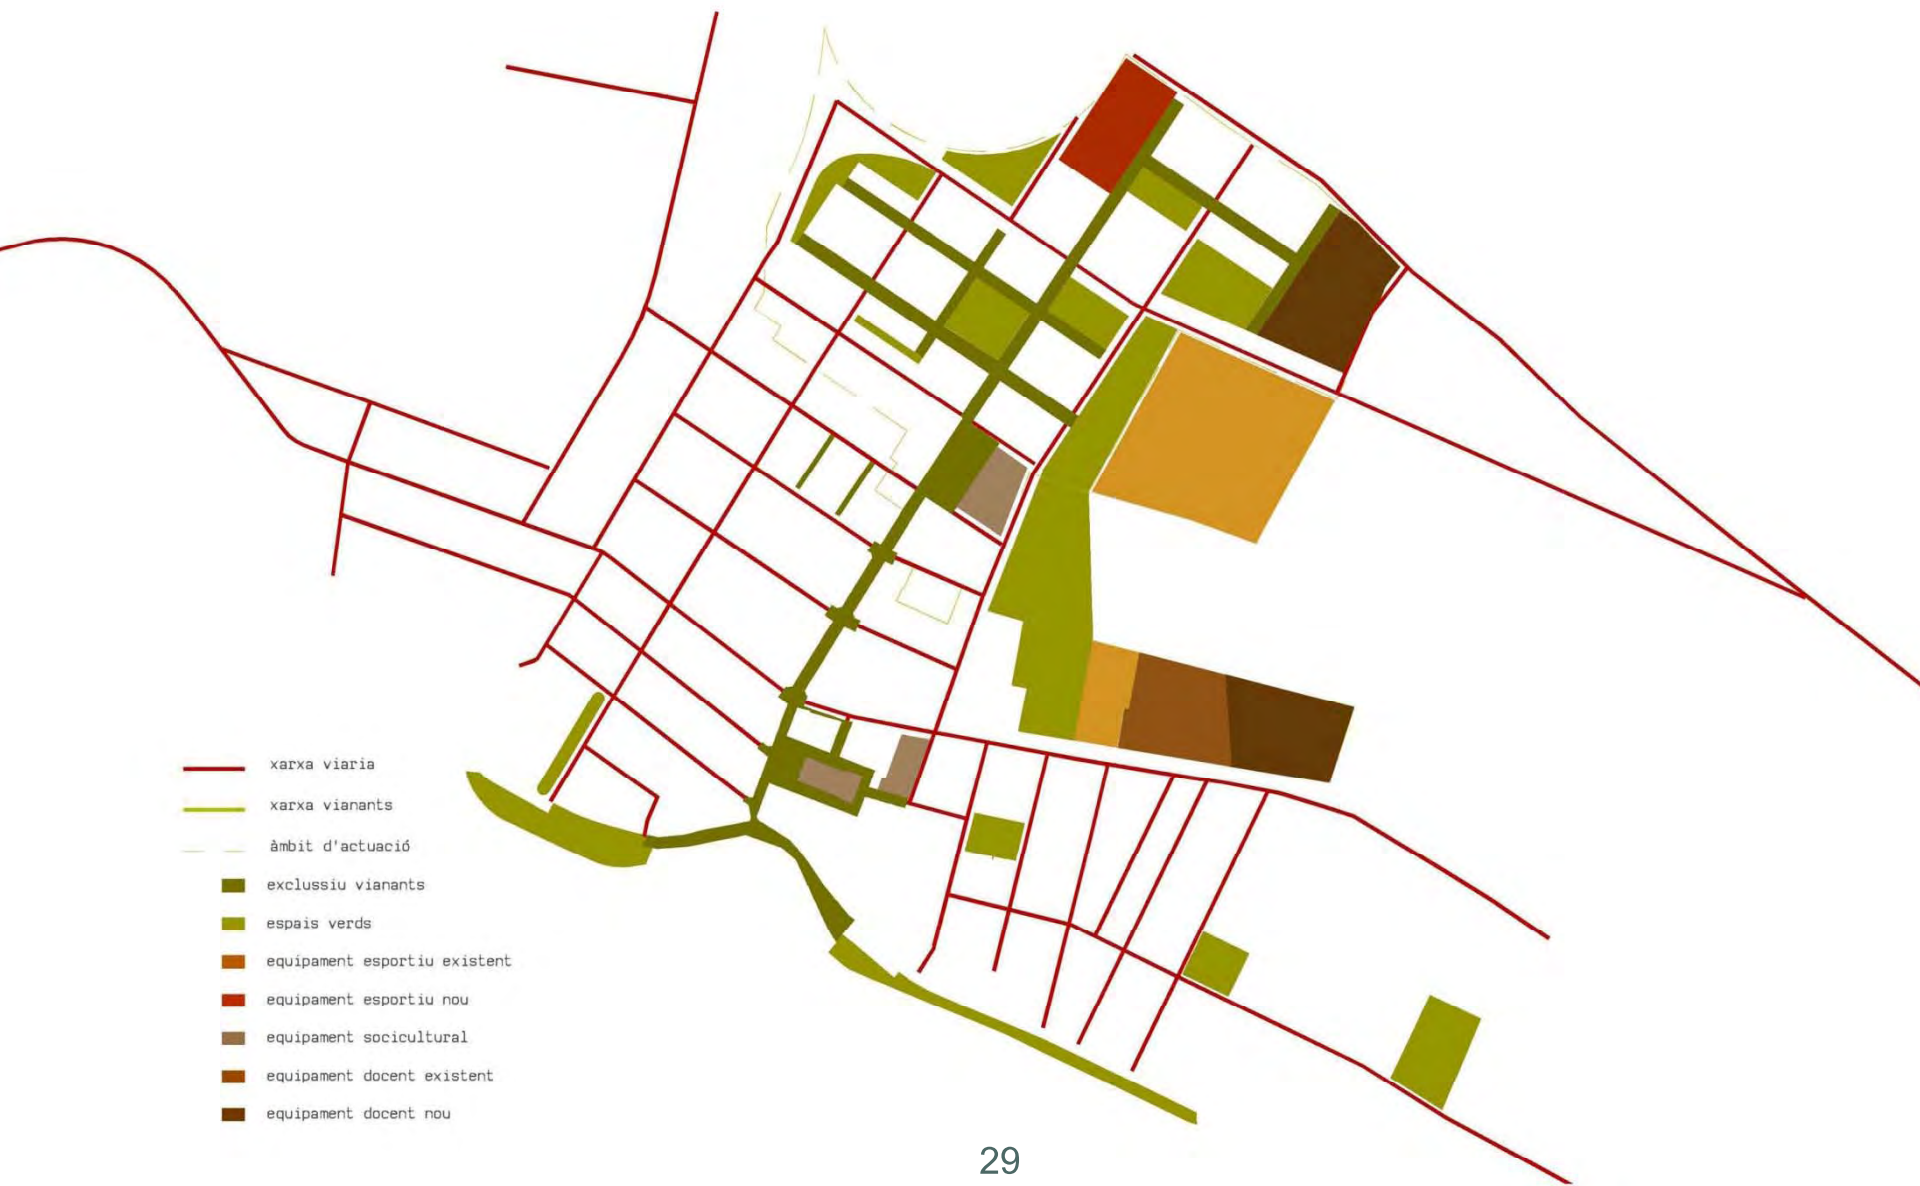 xarxa viaria
xarxa vianants
àmbit d'actuació
exclussiu vianants
espais verds
equipament esportiu existent
equipament esportiu nou
equipament socicultural
equipament docent existent
equipament docent nou
29